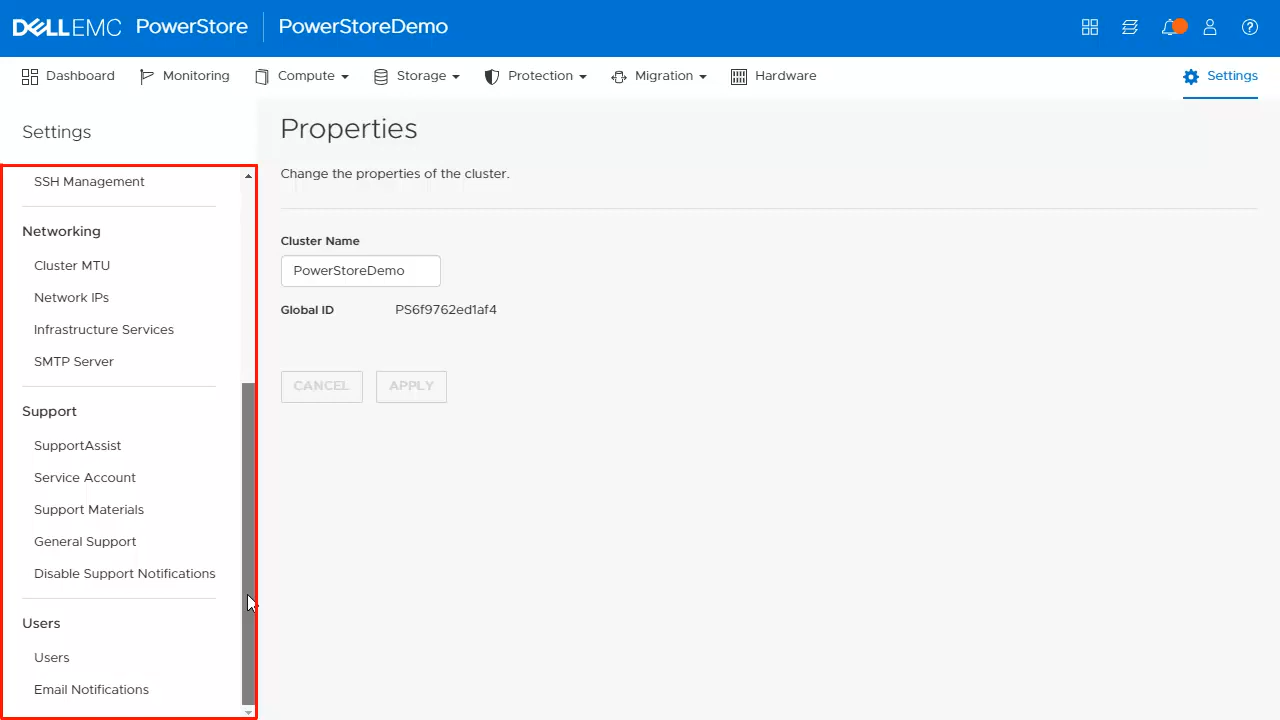 DELL EMC PowerStore PowerStoreDemo
Dashboard Monitoring Compute Storage Protection Migration Hardware Settings
Settings
SSH Management
Networking
Cluster MTU
Network IPs
Infrastructure Services
SMTP Server
Support
SupportAssist
Service Account
Support Materials
General Support
Disable Support Notifications
Users
Users
Email Notifications
Properties
Change the properties of the cluster.
Cluster Name
PowerStoreDemo
Global ID PS6f9762ed1af4
CANCEL APPLY